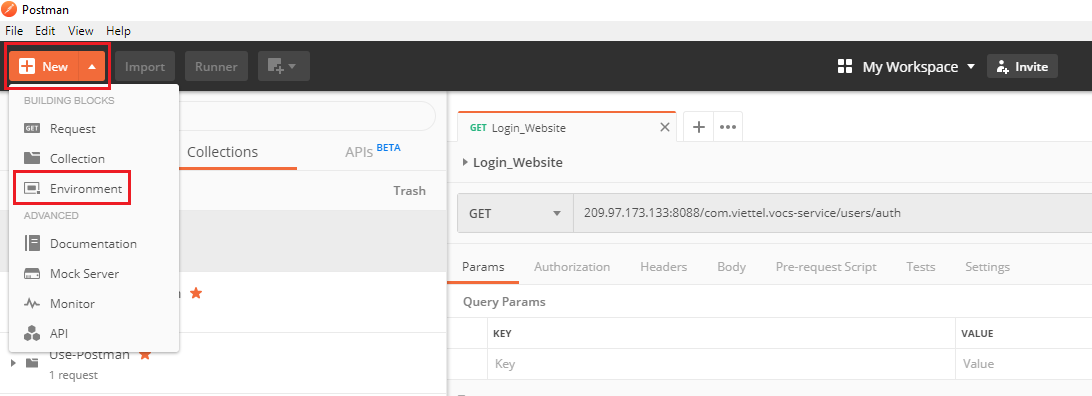 Postman
File Edit View Help
New Import Runner My Workspace Invite
BUILDING BLOCKS
GET Request
Collection
Environment
ADVANCED
Documentation
Mock Server
Monitor
API
Collections APIs BETA
Trash
Use-Postman
1 request
GET Login_Website
Login_Website
GET 209.97.173.133:8088/com.viettel.vocs-service/users/auth
Params Authorization Headers Body Pre-request Script Tests Settings
Query Params
KEY VALUE
Key Value